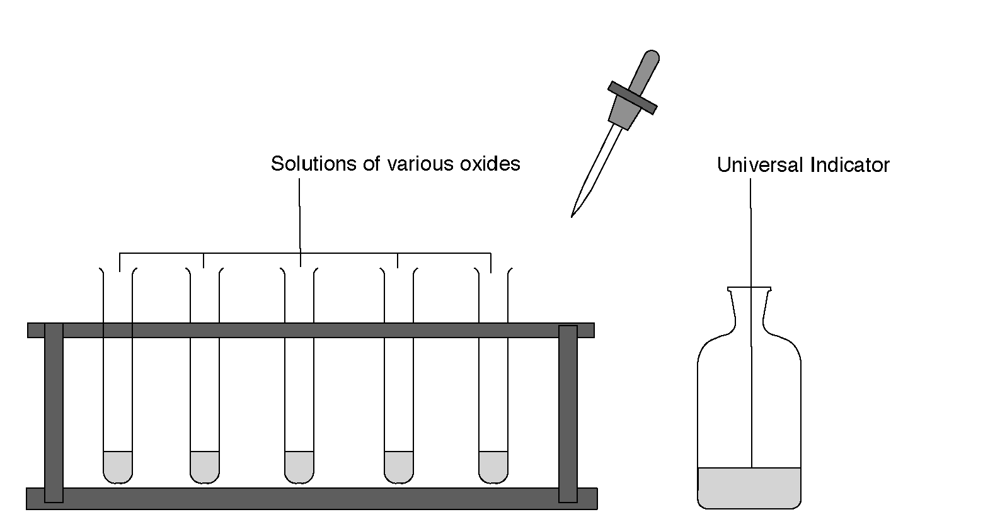 Solutions of various oxides
Universal Indicator